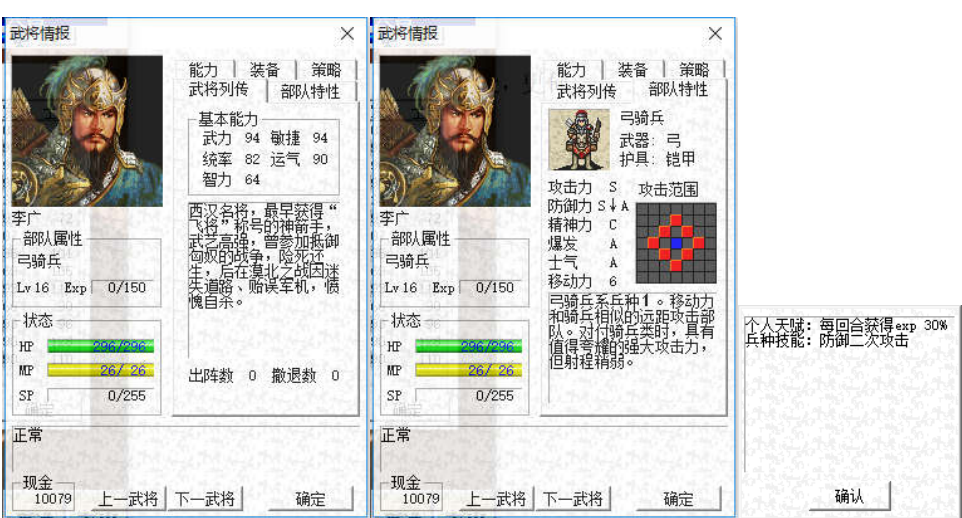 武将情报
能力 装备 策略
武将列传 部队特性
基本能力
武力 94 敏捷 94
统率 82 运气 90
智力 64
西汉名将，最早获得“
飞将”称号的神箭手，
武艺高强，曾参加抵御
匈奴的战争，险死还
生，后在漠北之战因迷
失道路、贻误军机，愤
愧自杀。
出阵数 0 撤退数 0
李广
部队属性
弓骑兵
Lv 16 Exp 0/150
状态
HP 296/296
MP 26/ 26
SP 0/255
正常
现金
10079 上一武将 下一武将 确定
武将情报
能力 装备 策略
武将列传 部队特性
弓骑兵
武器: 弓
护具: 铠甲
攻击力 S 攻击范围
防御力 S↓A
精神力 C
爆发 A
士气 A
移动力 6
弓骑兵系兵种1。移动力
和骑兵相似的远距攻击部
队。对付骑兵类时，具有
值得夸耀的强大攻击力，
但射程稍弱。
李广
部队属性
弓骑兵
Lv 16 Exp 0/150
状态
HP 296/296
MP 26/ 26
SP 0/255
正常
现金
10079 上一武将 下一武将 确定
个人天赋: 每回合获得exp 30%
兵种技能: 防御二次攻击
确认